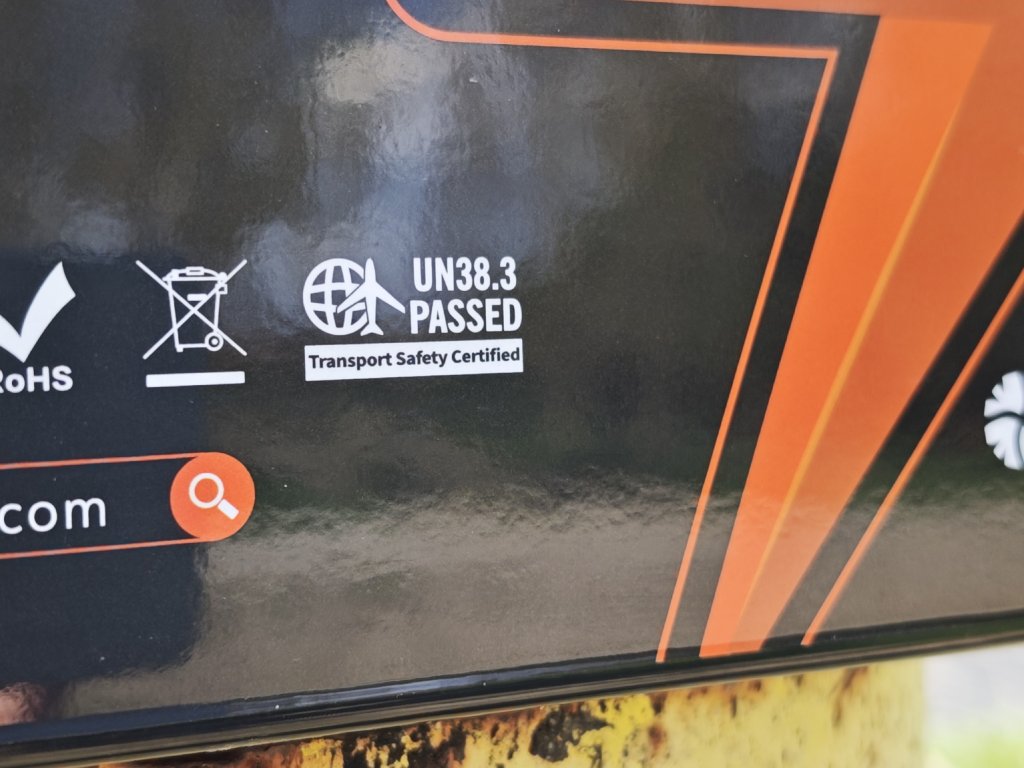 UN38.3
PASSED
RoHS
Transport Safety Certified
.com